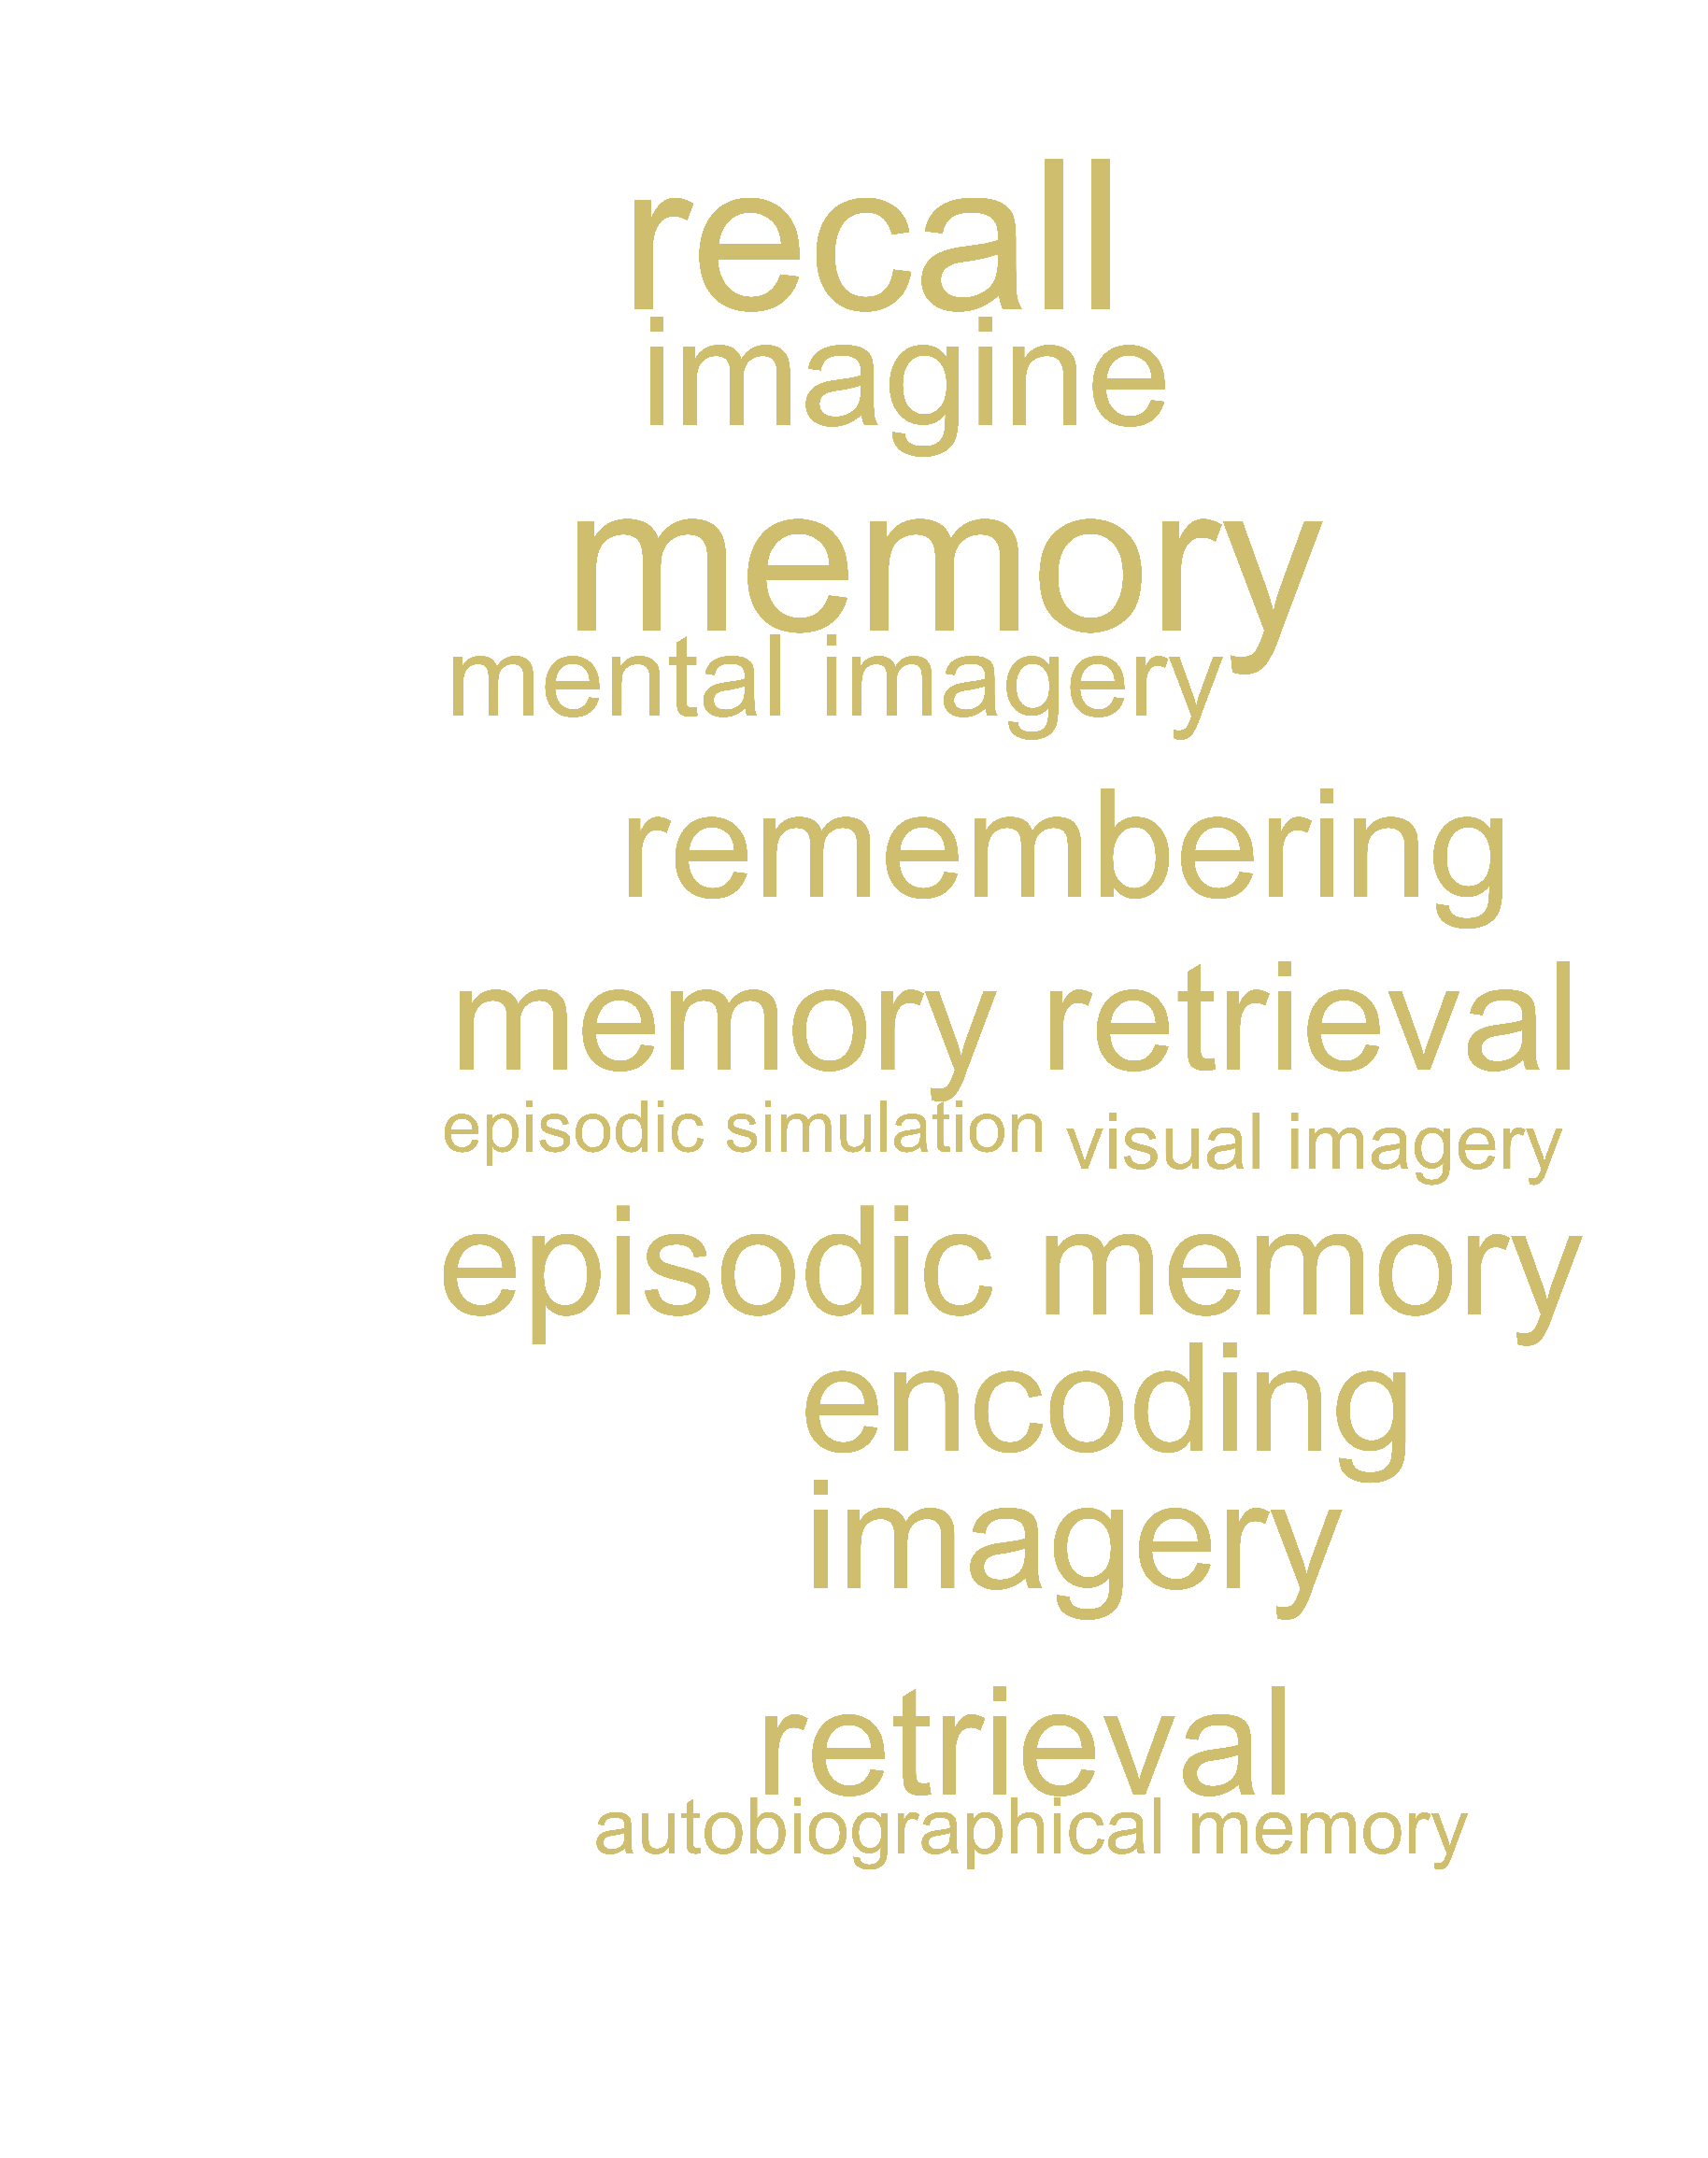 recall
imagine
memory
mental imagery
remembering
memory retrieval
episodic simulation visual imagery
episodic memory
encoding
imagery
retrieval
autobiographical memory